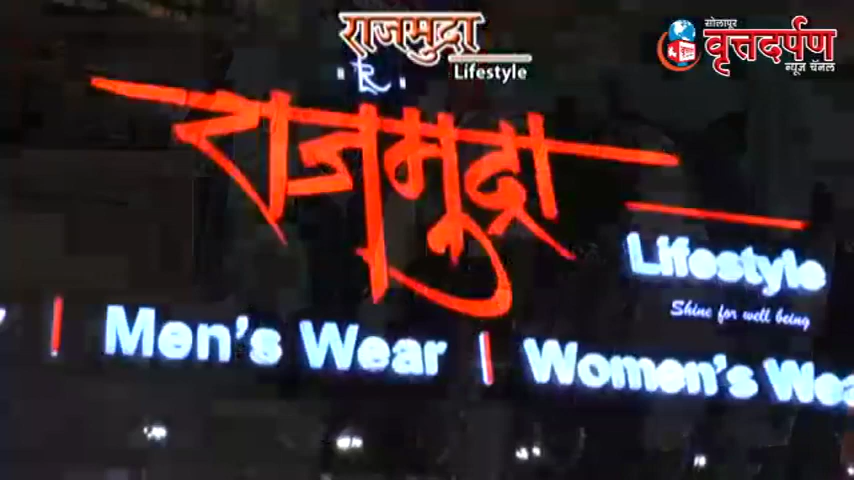 राजमुद्रा
Lifestyle
सोलापूर
वृत्तदर्पण
न्यूज चॅनल
R
राजमुद्रा
Lifestyle
Shine for well being
Men's Wear | Women's Wea